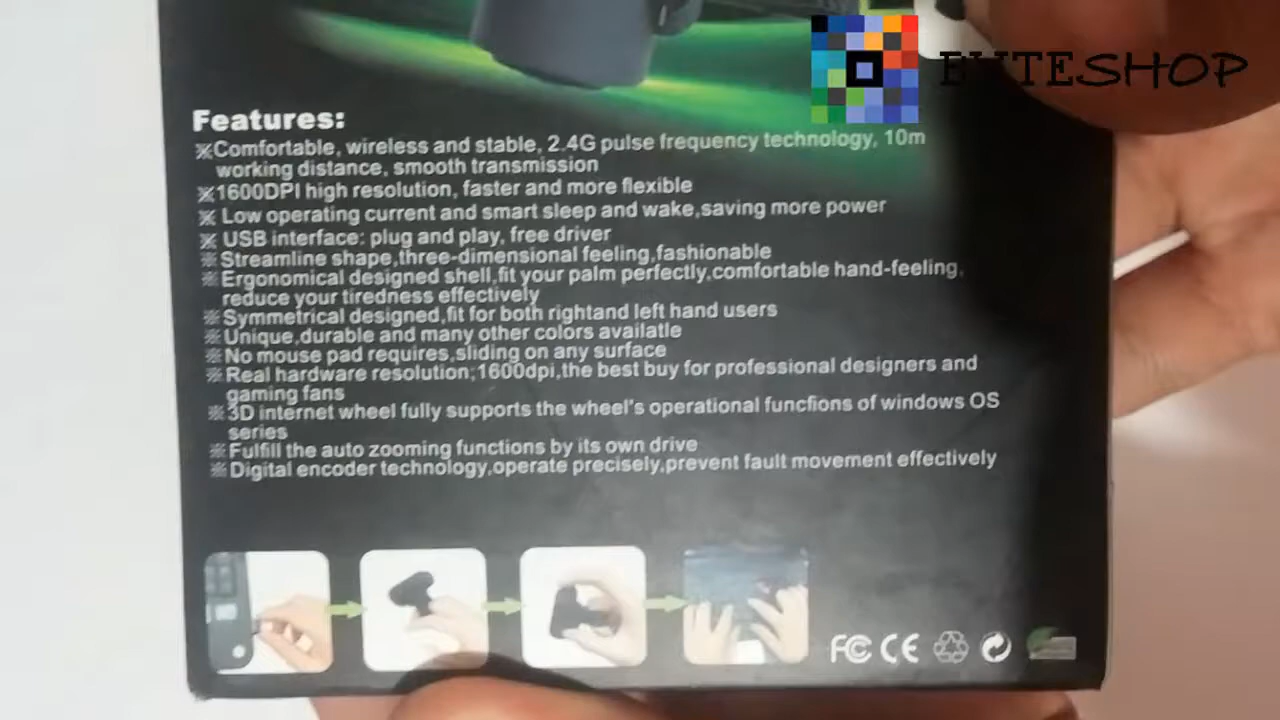 BYTESHOP
Features:
※Comfortable, wireless and stable, 2.4G pulse frequency technology, 10m
working distance, smooth transmission
※1600DPI high resolution, faster and more flexible
※ Low operating current and smart sleep and wake,saving more power
※ USB interface: plug and play, free driver
※Streamline shape,three-dimensional feeling,fashionable
※Ergonomical designed shell,fit your palm perfectly,comfortable hand-feeling,
reduce your tiredness effectively
※Symmetrical designed,fit for both rightand left hand users
※Unique,durable and many other colors availatle
※No mouse pad requires,sliding on any surface
※Real hardware resolution;1600dpi,the best buy for professional designers and
gaming fans
※3D internet wheel fully supports the wheel's operational funcfions of windows OS
series
※Fulfill the auto zooming functions by its own drive
※Digital encoder technology,operate precisely,prevent fault movement effectively
FC CE